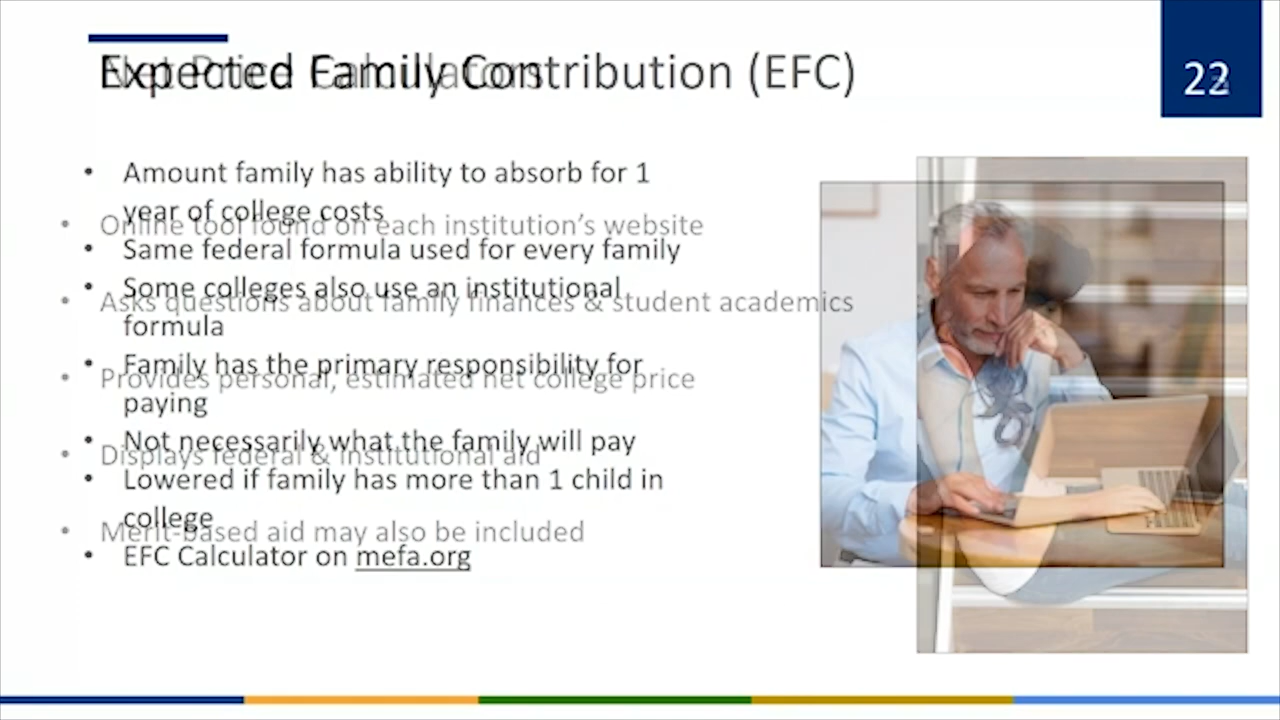 Expected Family Contribution (EFC)
Net Price Calculators
22
• Amount family has ability to absorb for 1
year of college costs
• Same federal formula used for every family
• Some colleges also use an institutional
formula
• Family has the primary responsibility for
paying
• Not necessarily what the family will pay
• Lowered if family has more than 1 child in
college
• EFC Calculator on mefa.org
• Online tool found on each institution’s website
• Asks questions about family finances & student academics
• Provides personal, estimated net college price
• Displays federal & institutional aid
• Merit-based aid may also be included